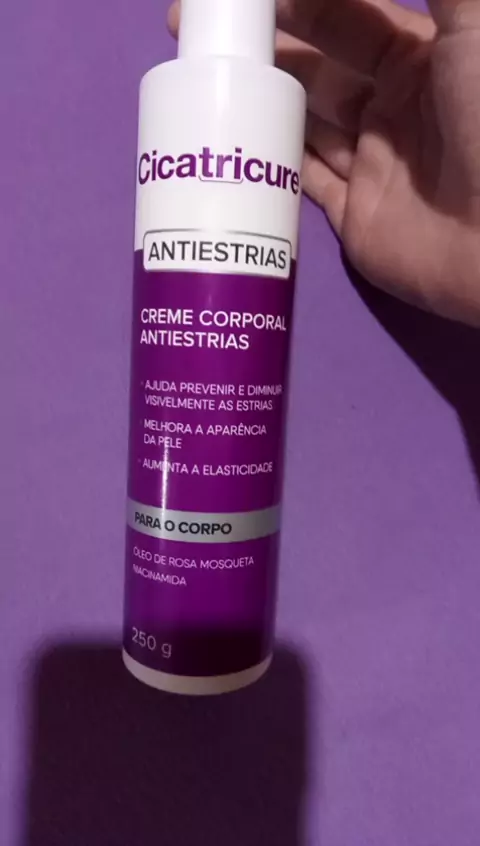 Cicatricure
ANTIESTRIAS
CREME CORPORAL
ANTIESTRIAS
· AJUDA PREVENIR E DIMINUIR
VISIVELMENTE AS ESTRIAS
· MELHORA A APARÊNCIA
DA PELE
· AUMENTA A ELASTICIDADE
PARA O CORPO
ÓLEO DE ROSA MOSQUETA
NIACINAMIDA
250 g